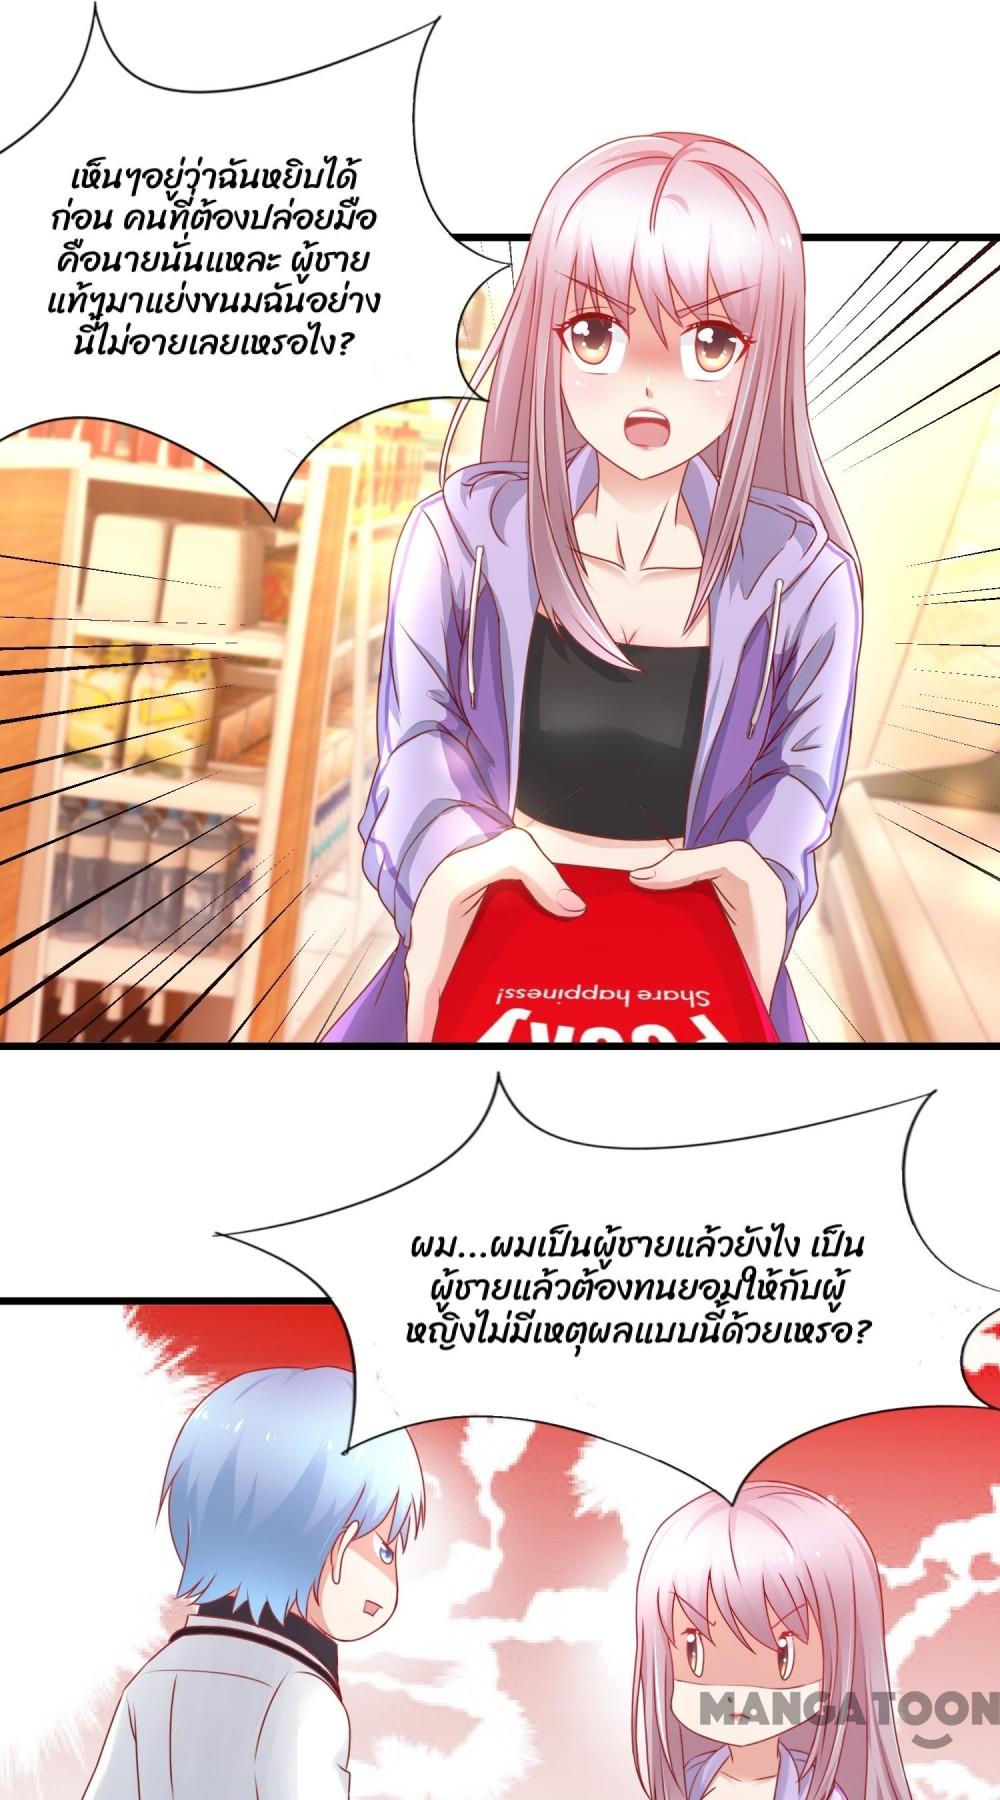 เห็นๆอยู่ว่าฉันหยิบได้
ก่อน คนที่ต้องปล่อยมือ
คือนายนั่นแหละ ผู้ชาย
แท้ๆมาแย่งขนมฉันอย่าง
นี้ไม่อายเลยเหรอไง?
Share happiness!
ผม...ผมเป็นผู้ชายแล้วยังไง เป็น
ผู้ชายแล้วต้องทนยอมให้กับผู้
หญิงไม่มีเหตุผลแบบนี้ด้วยเหรอ?
MANGATOON